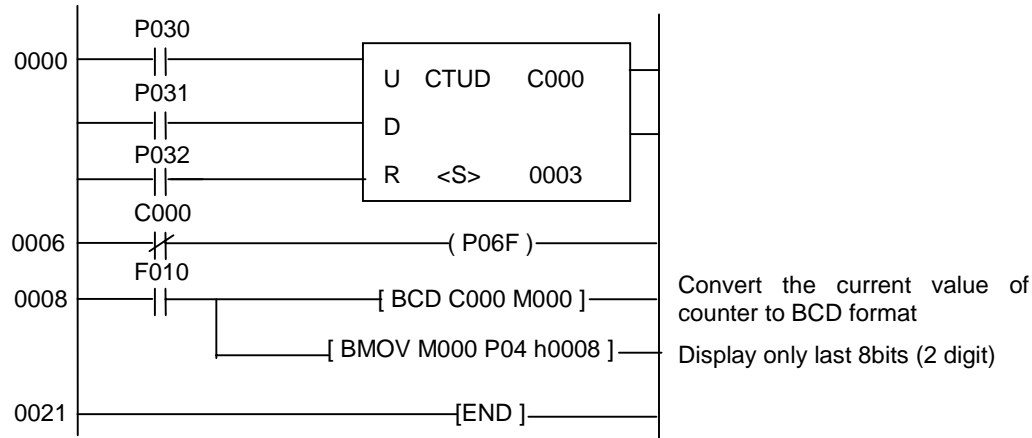 P030
0000
U CTUD C000
P031
D
P032
R <S> 0003
C000
0006 ( P06F )
F010
0008 [ BCD C000 M000 ] Convert the current value of
counter to BCD format
[ BMOV M000 P04 h0008 ] Display only last 8bits (2 digit)
0021 [END ]